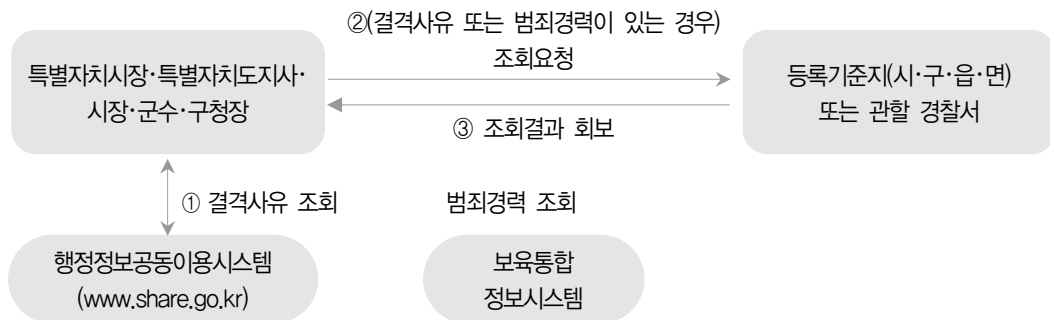 ②(결격사유 또는 범죄경력이 있는 경우)
조회요청
특별자치시장·특별자치도지사·
시장·군수·구청장
등록기준지(시·구·읍·면)
또는 관할 경찰서
③ 조회결과 회보
① 결격사유 조회
범죄경력 조회
행정정보공동이용시스템
(www.share.go.kr)
보육통합
정보시스템